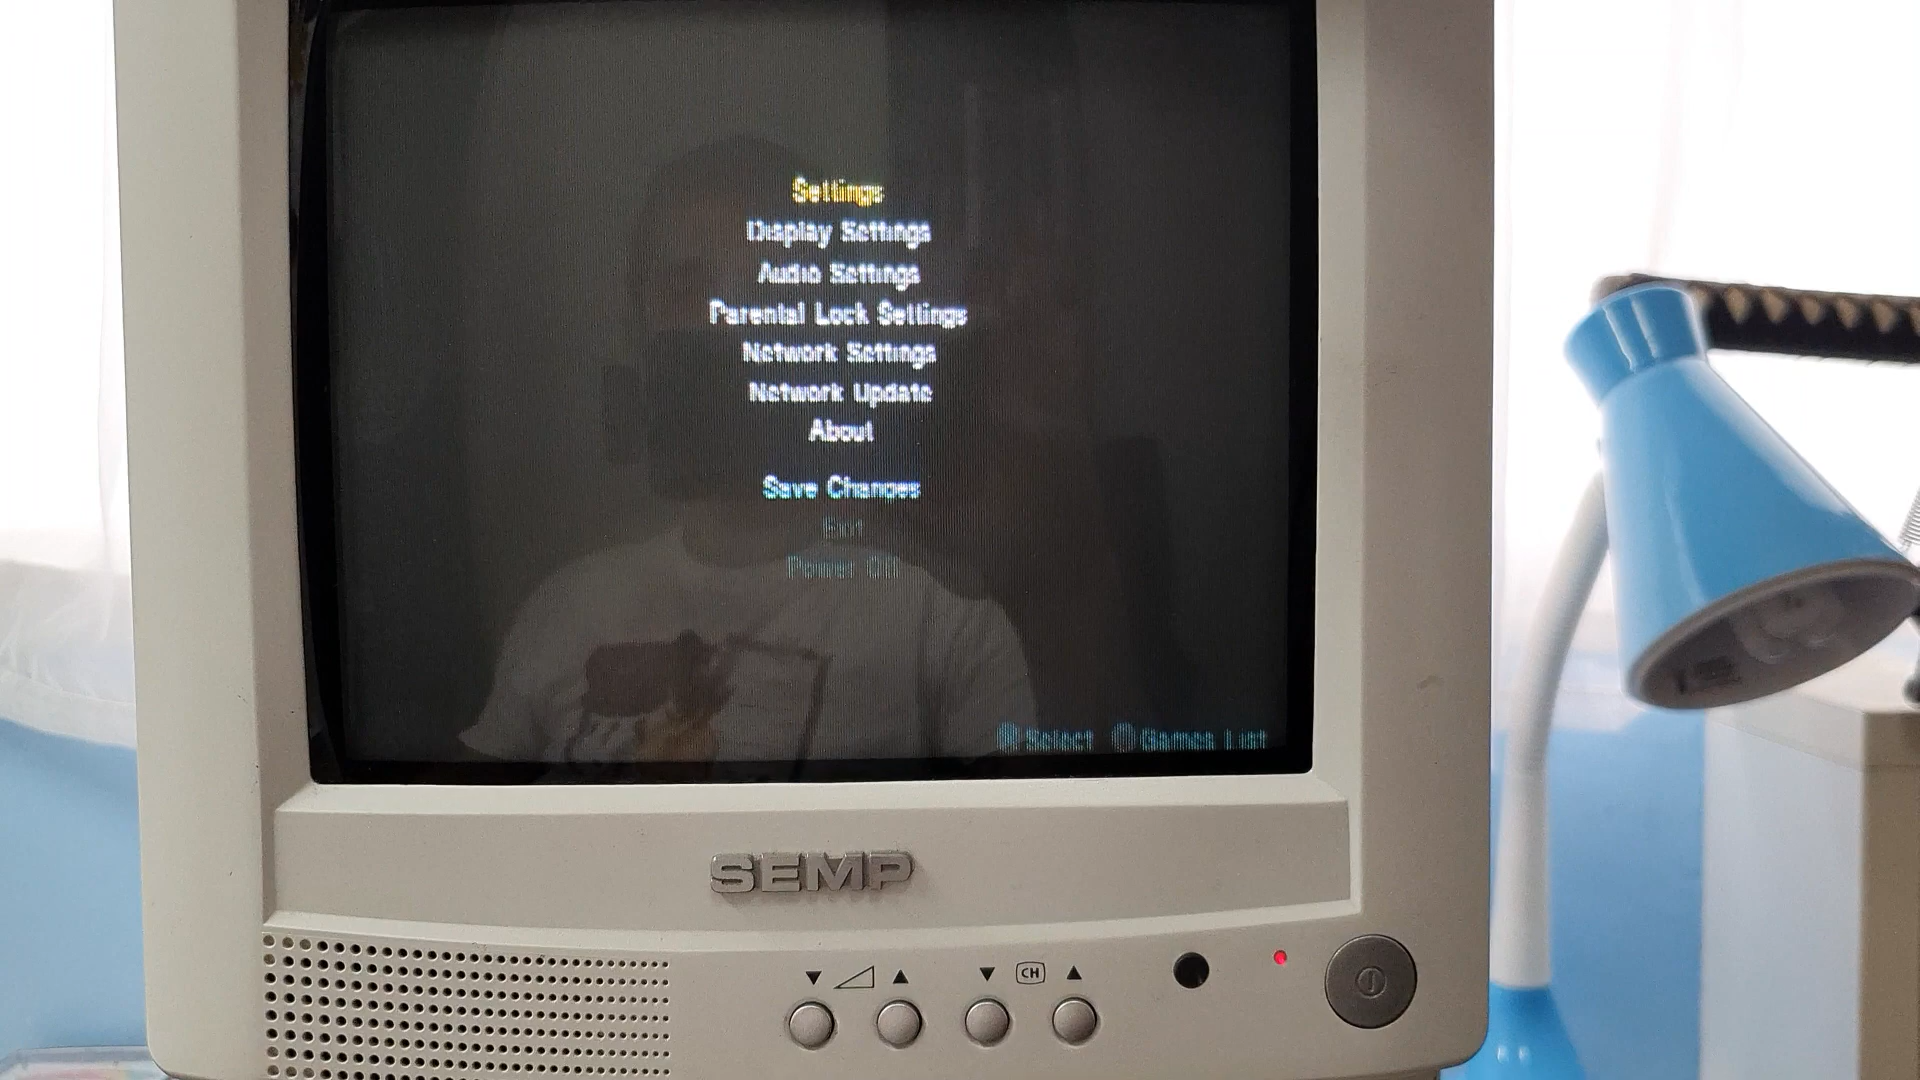 Settings
Display Settings
Audio Settings
Parental Lock Settings
Network Settings
Network Update
About
Save Changes
Exit
Power Off
Select Games List
SEMP
CH